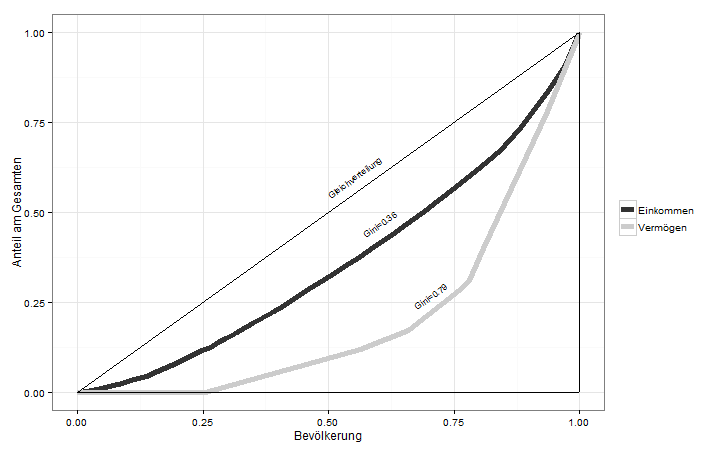 1.00
0.75
0.50
0.25
0.00
Anteil am Gesamten
Gleichverteilung
Gini=0.36
Gini=0.79
0.00
0.25
0.50
0.75
1.00
Bevölkerung
Einkommen
Vermögen